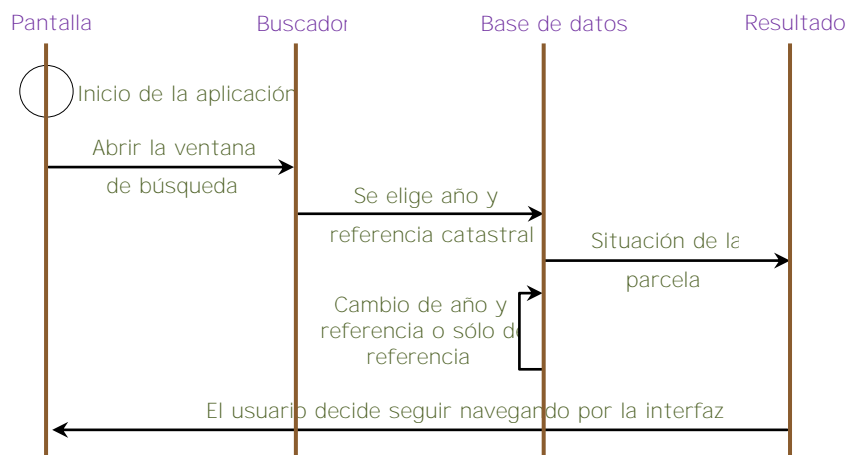 Pantalla
Buscador
Base de datos
Resultado
Inicio de la aplicación
Abrir la ventana
de búsqueda
Se elige año y
referencia catastral
Situación de la
parcela
Cambio de año y
referencia o sólo de
referencia
El usuario decide seguir navegando por la interfaz